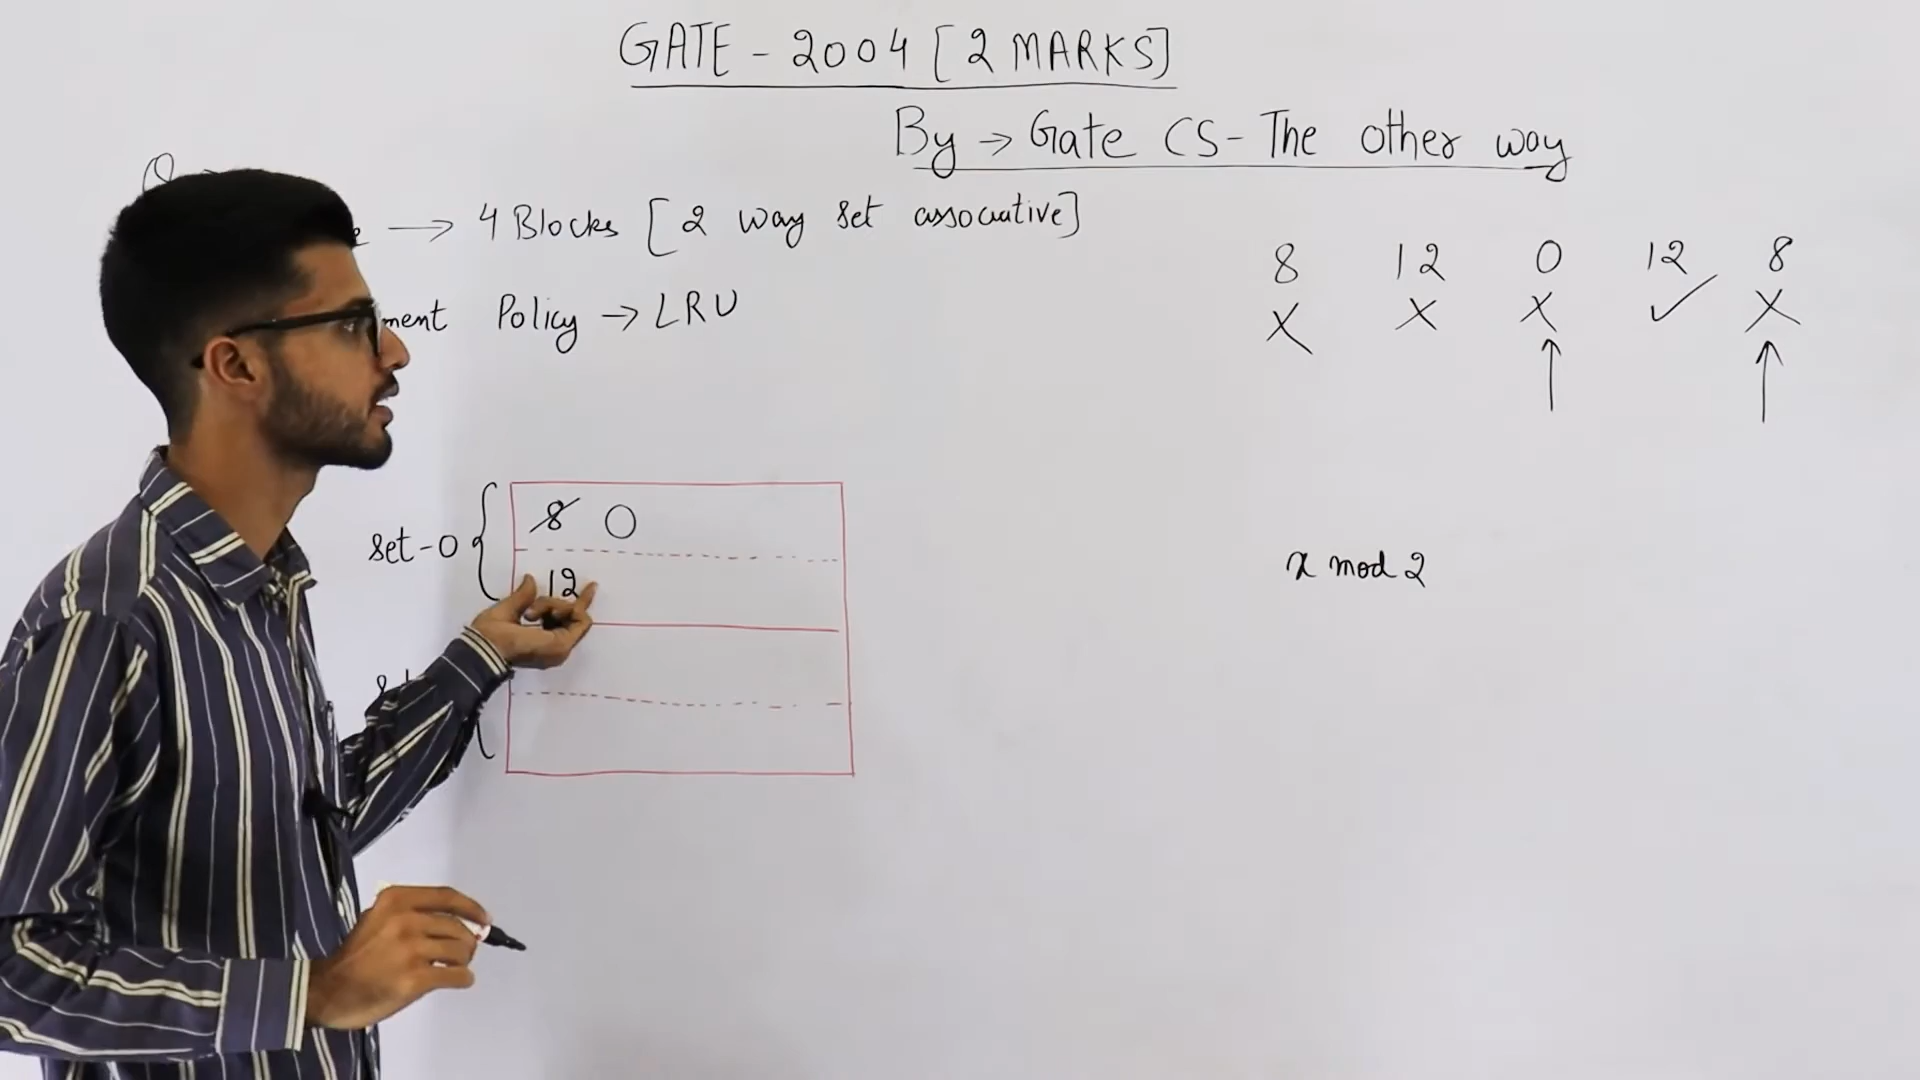 GATE - 2004 [2 MARKS]
By → Gate CS - The other way
→ 4 Blocks [2 way set associative]
8 12 0 12 8
X X X ✓ X
↑ ↑
Policy → LRU
set-0 { 8 0
12
x mod 2